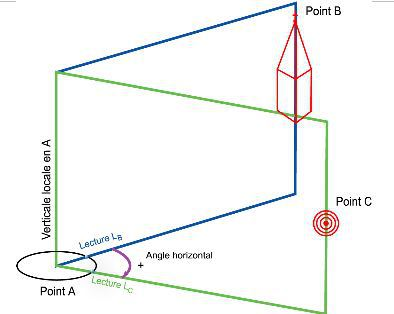 Point B
Verticale locale en A
Point C
Lecture LB
Angle horizontal
+
Point A
Lecture LC